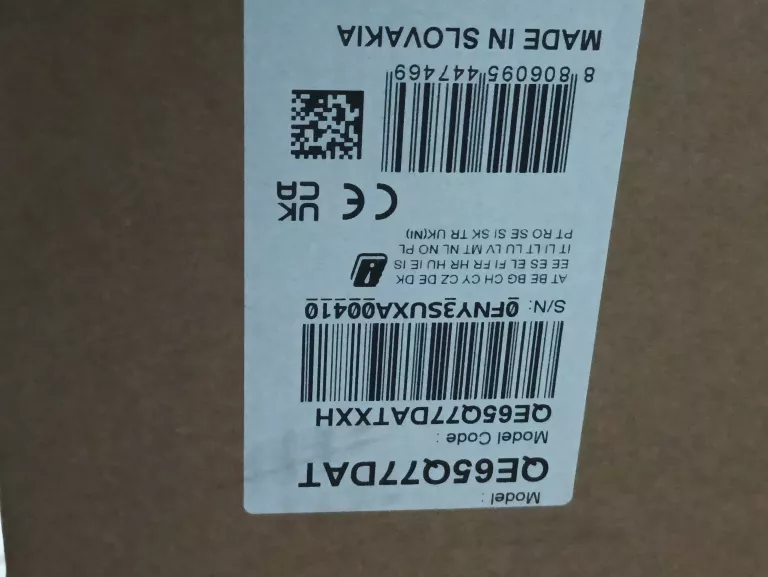 Model :
QE65Q77DAT
Model Code :
QE65Q77DATXXH
S/N: 0FNY3SUXA00410
AT BE BG CH CY CZ DE DK
EE ES EL FI FR HR HU IE IS
IT LI LT LU LV MT NL NO PL
PT RO SE SI SK TR UK(NI)
CE UK CA
8 806095 447469
MADE IN SLOVAKIA